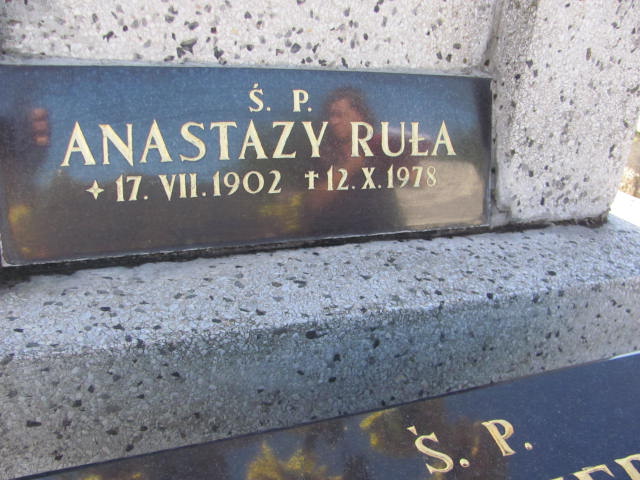 Ś. P.
ANASTAZY RUŁA
17. VII. 1902 † 12. X. 1978
Ś. P.